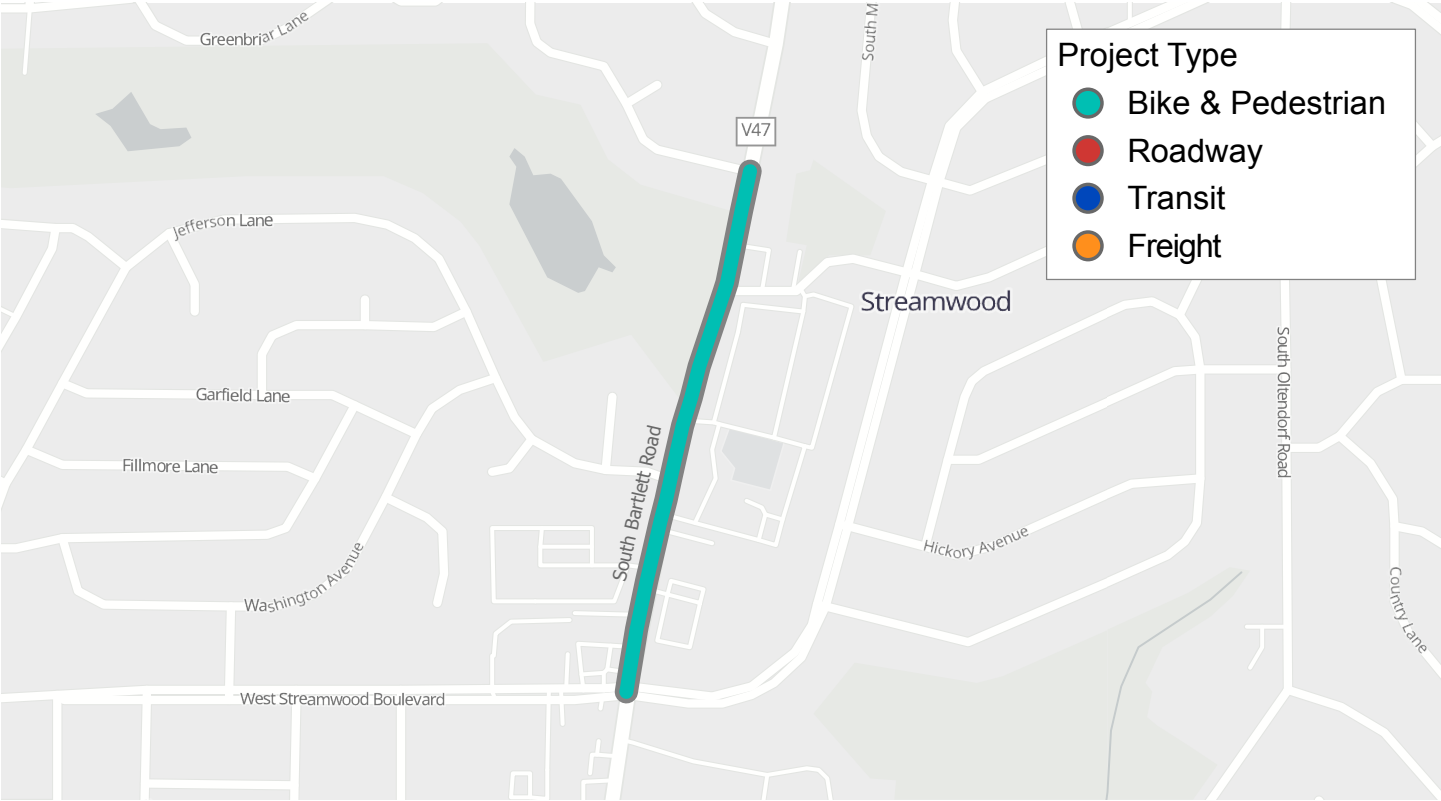 Greenbriar Lane
South M
Project Type
Bike & Pedestrian
Roadway
Transit
Freight
V47
Jefferson Lane
Streamwood
Garfield Lane
South Oltendorf Road
Fillmore Lane
South Bartlett Road
Hickory Avenue
Washington Avenue
Country Lane
West Streamwood Boulevard